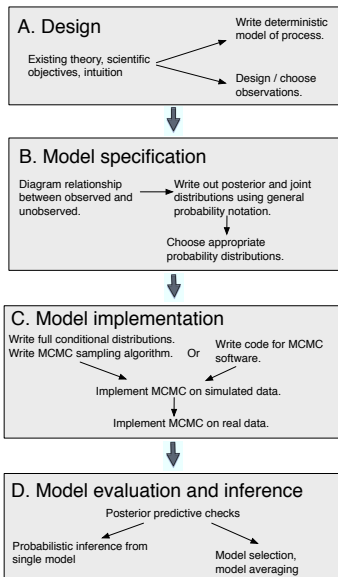 A. Design
Write deterministic
model of process.
Existing theory, scientific
objectives, intuition
Design / choose
observations.
B. Model specification
Diagram relationship
between observed and
unobserved.
Write out posterior and joint
distributions using general
probability notation.
Choose appropriate
probability distributions.
C. Model implementation
Write full conditional distributions.
Write MCMC sampling algorithm.
Or
Write code for MCMC
software.
Implement MCMC on simulated data.
Implement MCMC on real data.
D. Model evaluation and inference
Posterior predictive checks
Probabilistic inference from
single model
Model selection,
model averaging